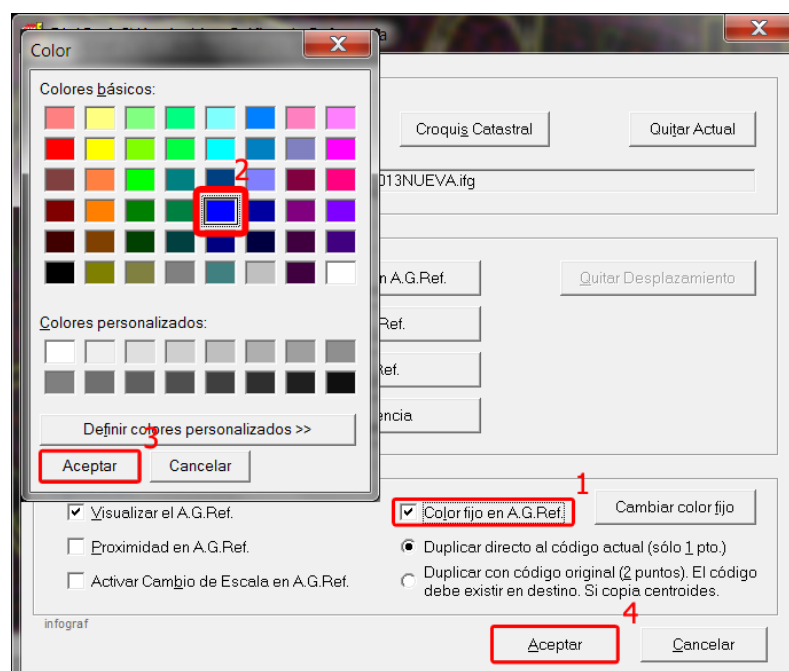 Color
Colores básicos:
Croquis Catastral
Quitar Actual
2
013NUEVA.ifg
n A.G.Ref.
Quitar Desplazamiento
Colores personalizados:
Ref.
Ref.
encia
Definir colores personalizados >>
3
Aceptar
Cancelar
1
Visualizar el A.G.Ref.
Color fijo en A.G.Ref.
Cambiar color fijo
Proximidad en A.G.Ref.
Duplicar directo al código actual (sólo 1 pto.)
Activar Cambio de Escala en A.G.Ref.
Duplicar con código original (2 puntos). El código
debe existir en destino. Si copia centroides.
infograf
4
Aceptar
Cancelar